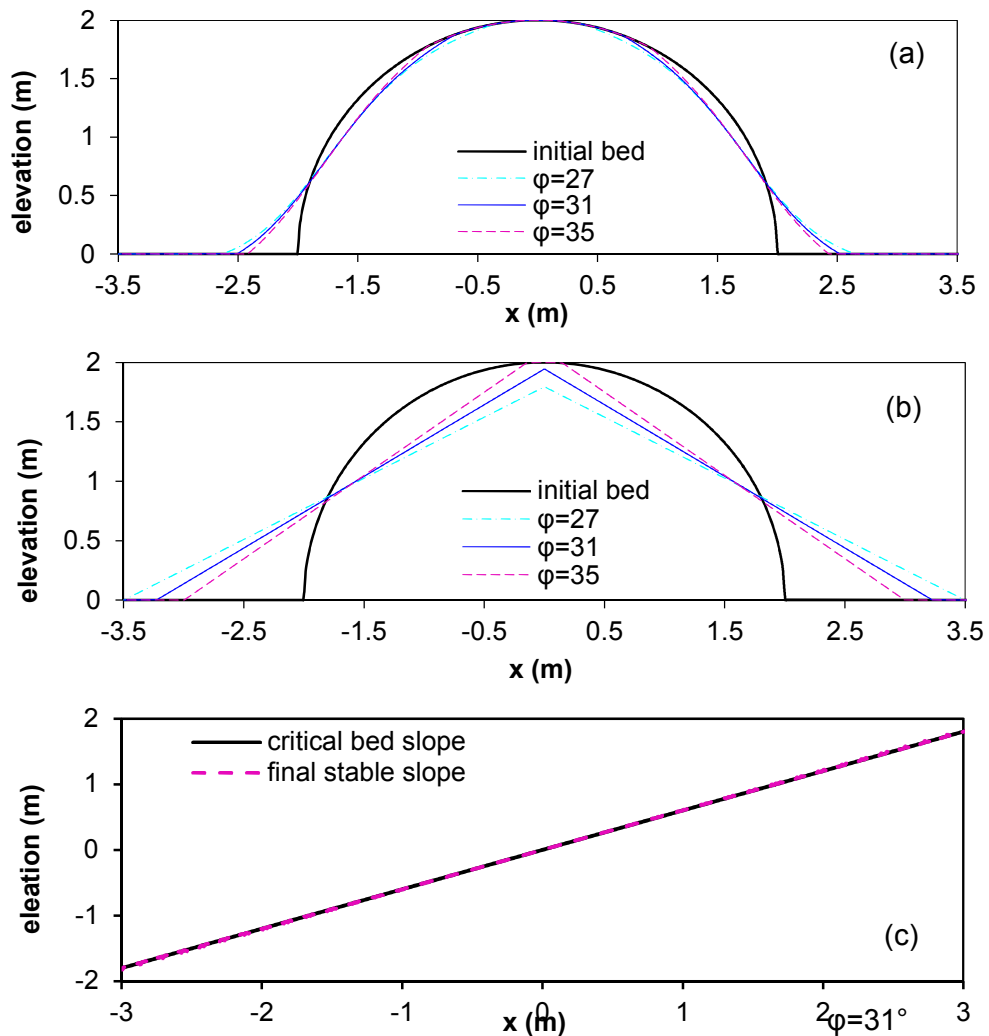 2
(a)
1.5
initial bed
1
φ=27
φ=31
0.5
φ=35
0
-3.5 -2.5 -1.5 -0.5 0.5 1.5 2.5 3.5
elevation (m)
x (m)
2
(b)
1.5
1
initial bed
φ=27
0.5
φ=31
φ=35
0
-3.5 -2.5 -1.5 -0.5 0.5 1.5 2.5 3.5
elevation (m)
x (m)
2
critical bed slope
final stable slope
1
0
-1
(c)
-2
-3 -2 -1 0 1 2 3
eleation (m)
x (m)
φ=31°